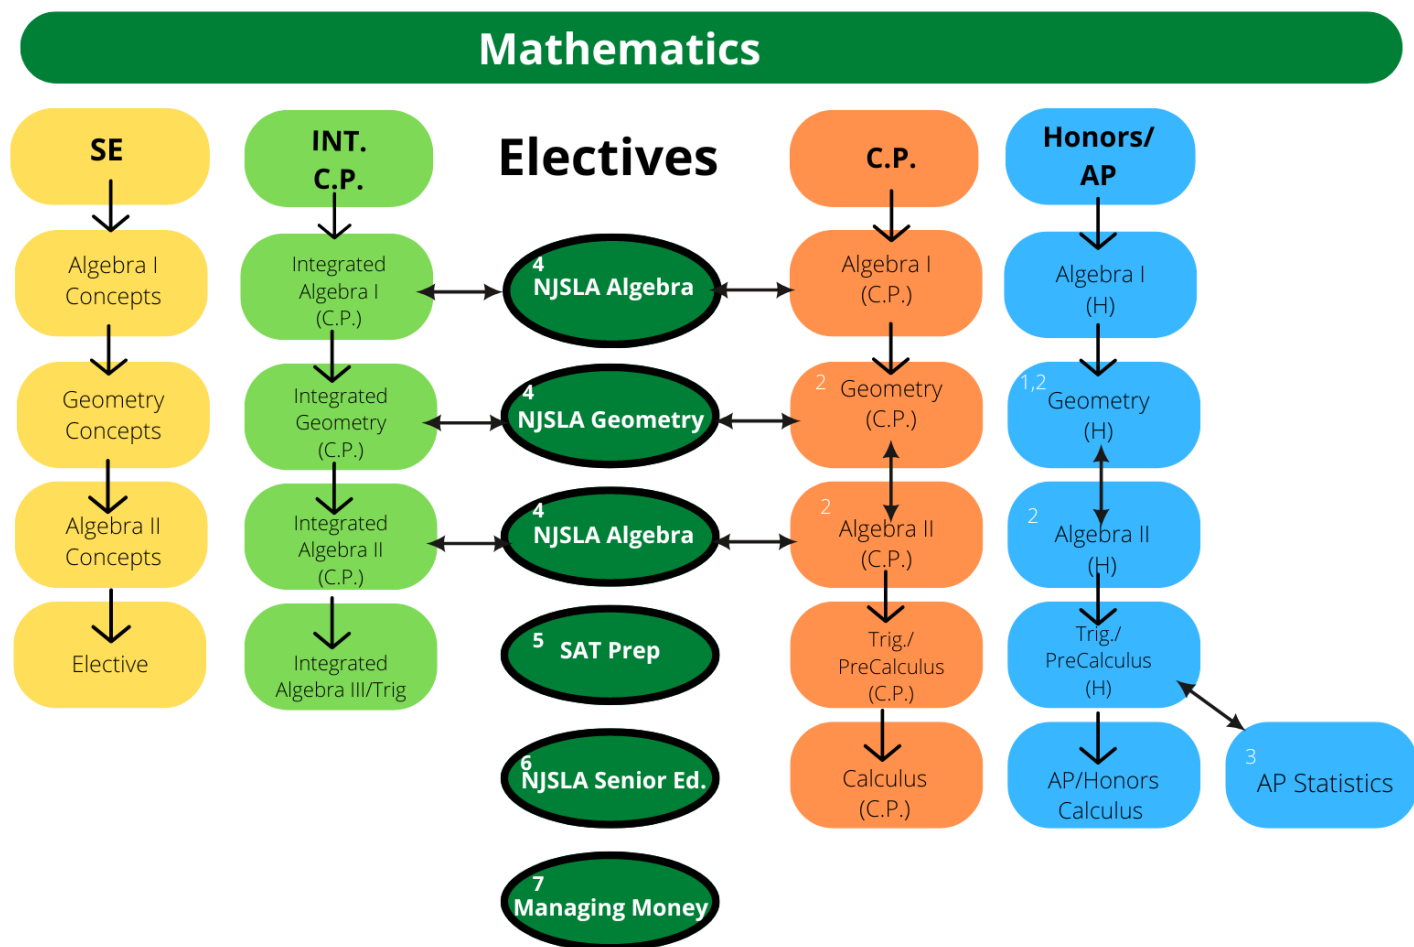 Mathematics
SE
INT.
C.P.
Electives
C.P.
Honors/
AP
Algebra I
Concepts
Integrated
Algebra I
(C.P.)
4
NJSLA Algebra
Algebra I
(C.P.)
Algebra I
(H)
Geometry
Concepts
Integrated
Geometry
(C.P.)
4
NJSLA Geometry
2
Geometry
(C.P.)
1,2
Geometry
(H)
Algebra II
Concepts
Integrated
Algebra II
(C.P.)
4
NJSLA Algebra
2
Algebra II
(C.P.)
2
Algebra II
(H)
Elective
Integrated
Algebra III/Trig
5
SAT Prep
Trig./
PreCalculus
(C.P.)
Trig./
PreCalculus
(H)
6
NJSLA Senior Ed.
Calculus
(C.P.)
AP/Honors
Calculus
3
AP Statistics
7
Managing Money